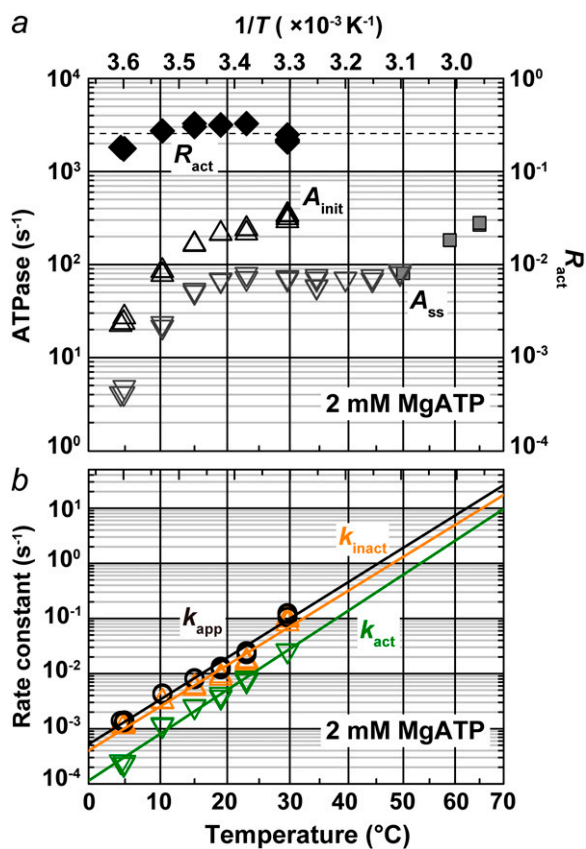 a
1/T ( ×10⁻³ K⁻¹)
3.6 3.5 3.4 3.3 3.2 3.1 3.0
10⁴ 10⁰
10³ 10⁻¹
R_act
A_init
ATPase (s⁻¹)
10² 10⁻²
R_act
A_ss
10¹ 10⁻³
2 mM MgATP
10⁰ 10⁻⁴
b
10¹
k_inact
10⁰
Rate constant (s⁻¹)
10⁻¹
k_app
k_act
10⁻²
10⁻³
2 mM MgATP
10⁻⁴
0 10 20 30 40 50 60 70
Temperature (°C)